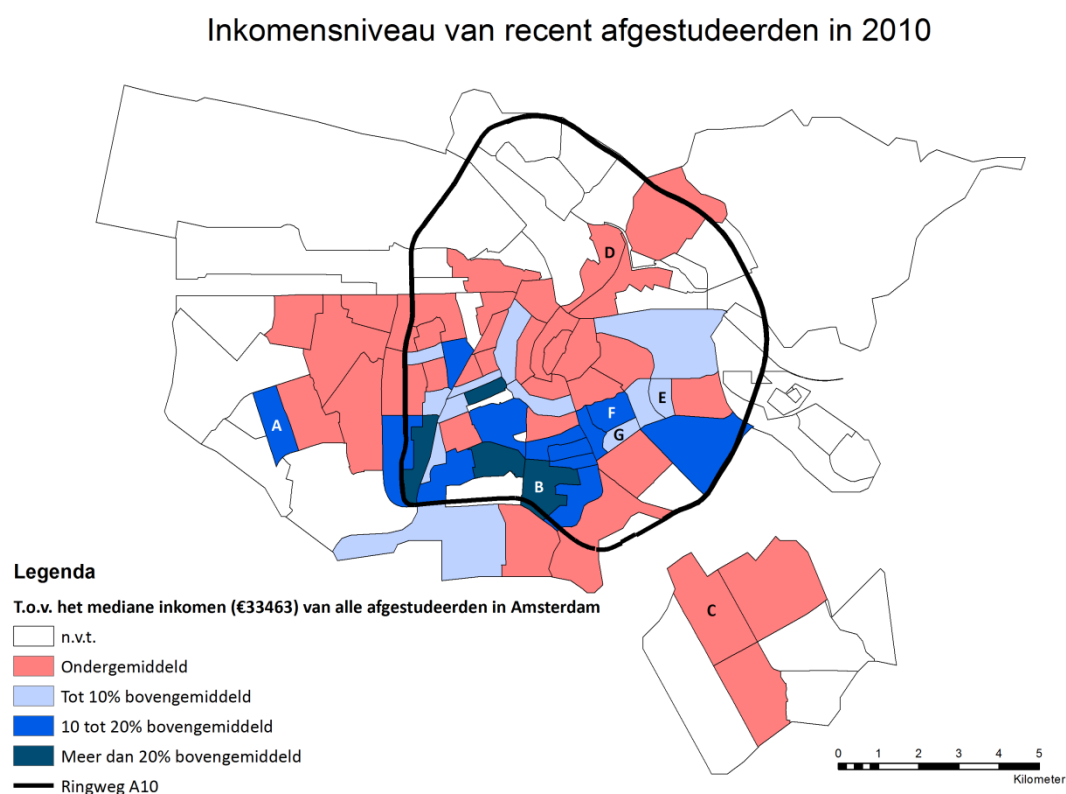 Inkomensniveau van recent afgestudeerden in 2010
D
A
E
F
G
B
C
Legenda
T.o.v. het mediane inkomen (€33463) van alle afgestudeerden in Amsterdam
n.v.t.
Ondergemiddeld
Tot 10% bovengemiddeld
10 tot 20% bovengemiddeld
Meer dan 20% bovengemiddeld
Ringweg A10
0 1 2 3 4 5
Kilometer